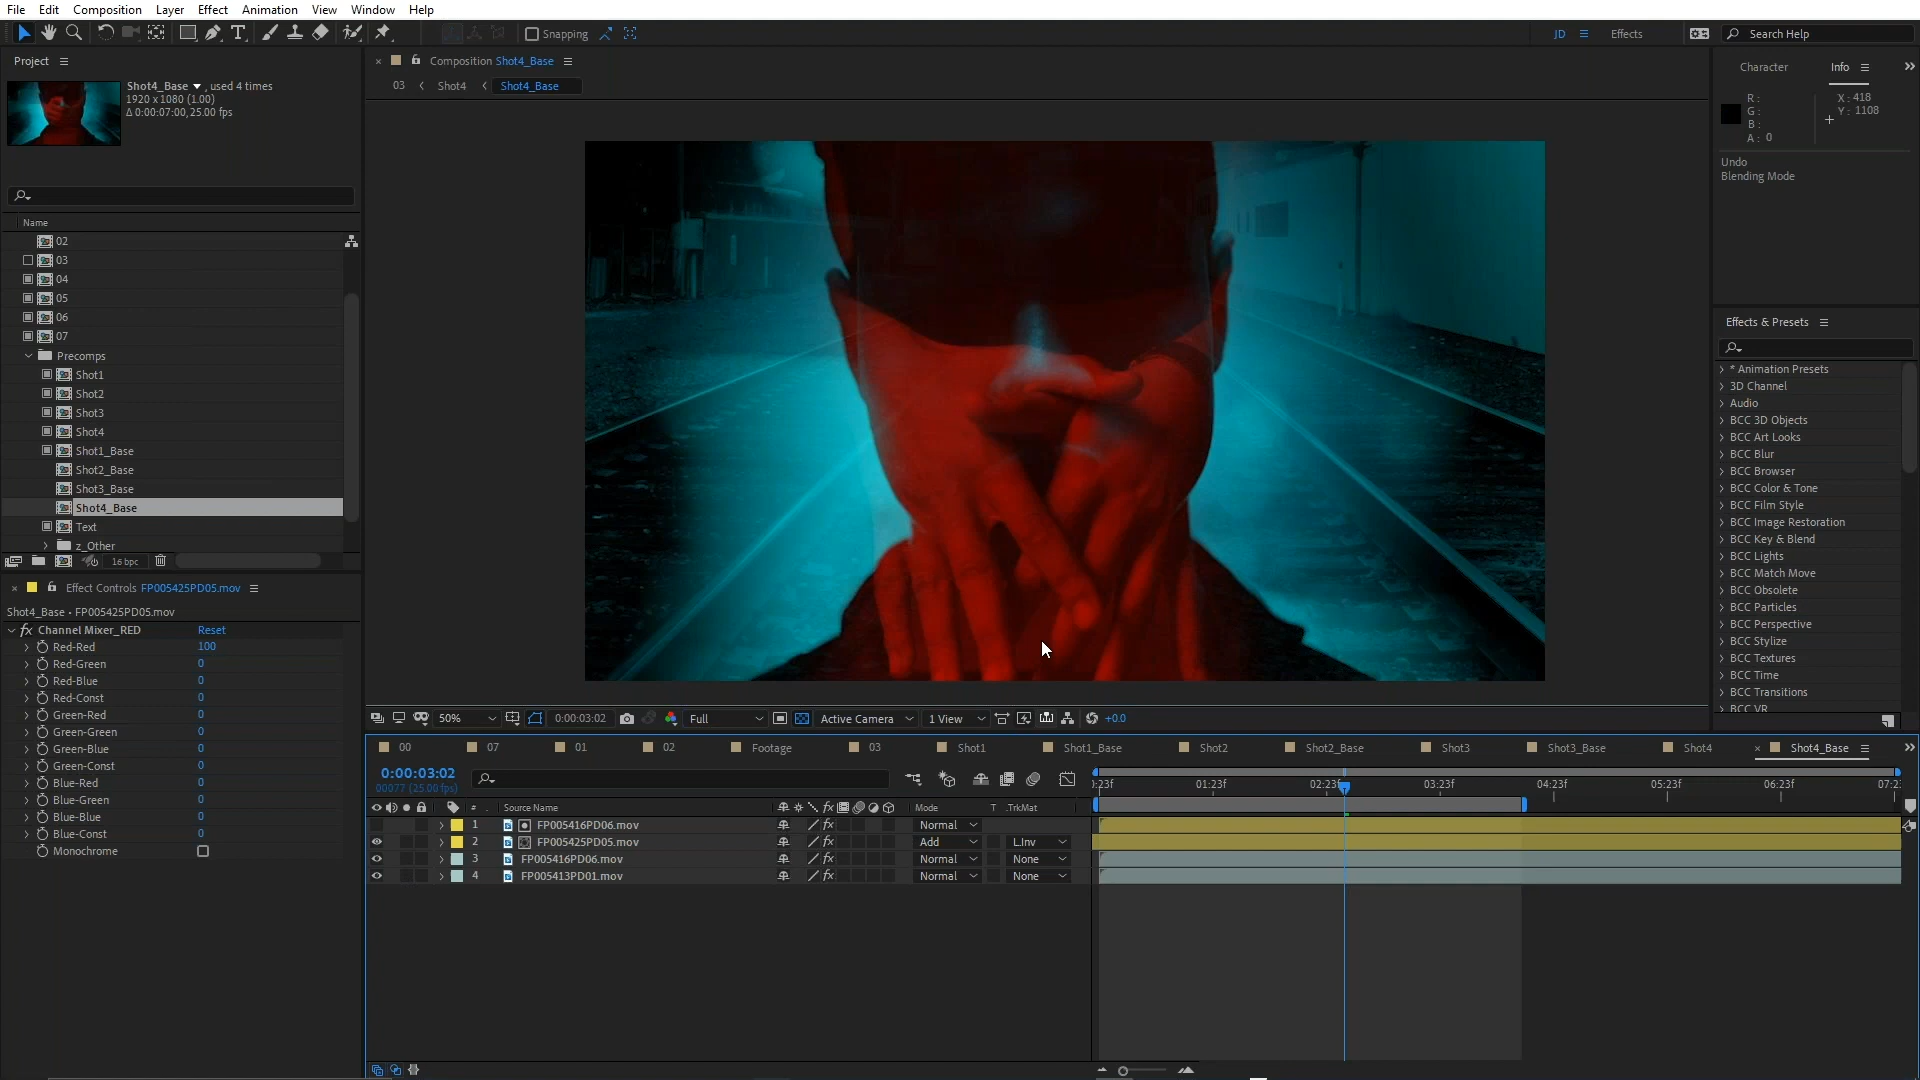 File Edit Composition Layer Effect Animation View Window Help
Snapping
JD
Effects
Search Help
Project
Shot4_Base , used 4 times
1920 x 1080 (1.00)
Δ 0:00:07:00, 25.00 fps
Name
02
03
04
05
06
07
Precomps
Shot1
Shot2
Shot3
Shot4
Shot1_Base
Shot2_Base
Shot3_Base
Shot4_Base
Text
z_Other
16 bpc
Effect Controls FP005425PD05.mov
Shot4_Base • FP005425PD05.mov
fx Channel Mixer_RED Reset
Red-Red 100
Red-Green 0
Red-Blue 0
Red-Const 0
Green-Red 0
Green-Green 0
Green-Blue 0
Green-Const 0
Blue-Red 0
Blue-Green 0
Blue-Blue 0
Blue-Const 0
Monochrome
Composition Shot4_Base
03 Shot4 Shot4_Base
50% 0:00:03:02 Full Active Camera 1 View +0.0
Character Info
R :
G :
B :
A : 0
X : 418
Y : 1108
Undo
Blending Mode
Effects & Presets
* Animation Presets
3D Channel
Audio
BCC 3D Objects
BCC Art Looks
BCC Blur
BCC Browser
BCC Color & Tone
BCC Film Style
BCC Image Restoration
BCC Key & Blend
BCC Lights
BCC Match Move
BCC Obsolete
BCC Particles
BCC Perspective
BCC Stylize
BCC Textures
BCC Time
BCC Transitions
BCC VR
00 07 01 02 Footage 03 Shot1 Shot1_Base Shot2 Shot2_Base Shot3 Shot3_Base Shot4 Shot4_Base
0:00:03:02
00077 (25.00 fps)
:23f 01:23f 02:23f 03:23f 04:23f 05:23f 06:23f 07:2
# Source Name fx Mode T .TrkMat
1 FP005416PD06.mov fx Normal
2 FP005425PD05.mov fx Add L.Inv
3 FP005416PD06.mov fx Normal None
4 FP005413PD01.mov fx Normal None